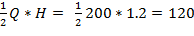 ½Q * H = ½200 * 1.2 = 120